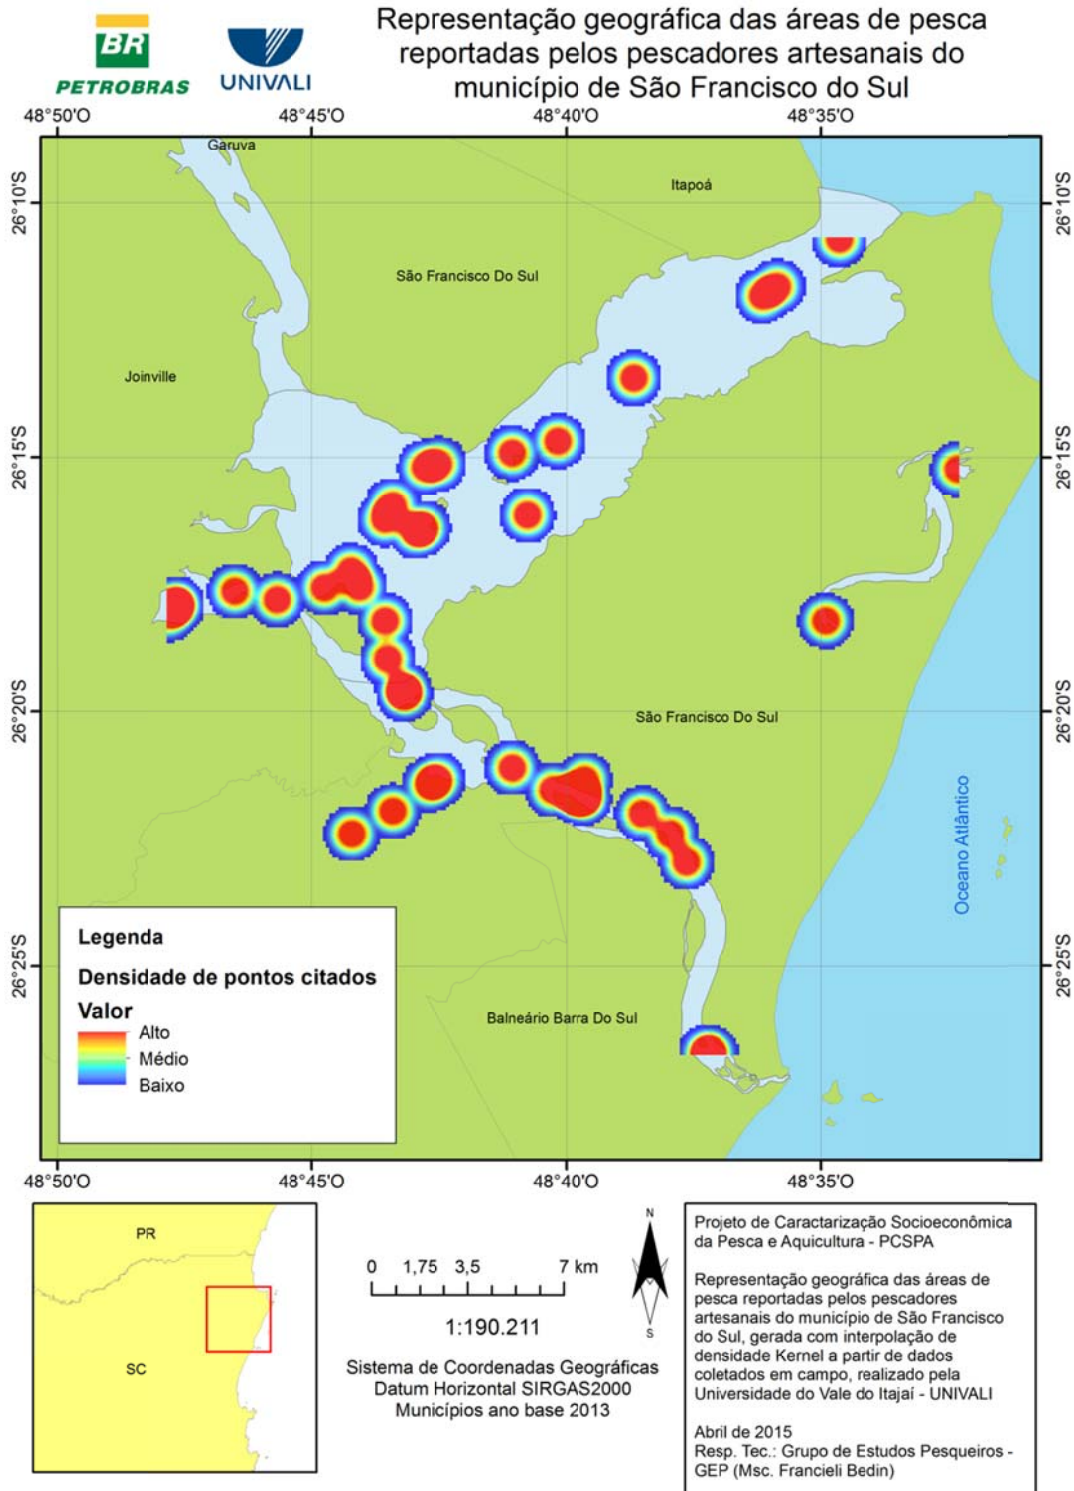 Representação geográfica das áreas de pesca
reportadas pelos pescadores artesanais do
município de São Francisco do Sul
BR
PETROBRAS
UNIVALI
48°50'O
48°45'O
48°40'O
48°35'O
Garuva
Itapoá
26°10'S
26°10'S
São Francisco Do Sul
Joinville
26°15'S
26°15'S
26°20'S
26°20'S
São Francisco Do Sul
Oceano Atlântico
Legenda
Densidade de pontos citados
Valor
Alto
Médio
Baixo
26°25'S
26°25'S
Balneário Barra Do Sul
48°50'O
48°45'O
48°40'O
48°35'O
PR
SC
0 1,75 3,5 7 km
1:190.211
Sistema de Coordenadas Geográficas
Datum Horizontal SIRGAS2000
Municípios ano base 2013
N
S
Projeto de Caractarização Socioeconômica
da Pesca e Aquicultura - PCSPA
Representação geográfica das áreas de
pesca reportadas pelos pescadores
artesanais do município de São Francisco
do Sul, gerada com interpolação de
densidade Kernel a partir de dados
coletados em campo, realizado pela
Universidade do Vale do Itajaí - UNIVALI
Abril de 2015
Resp. Tec.: Grupo de Estudos Pesqueiros -
GEP (Msc. Francieli Bedin)